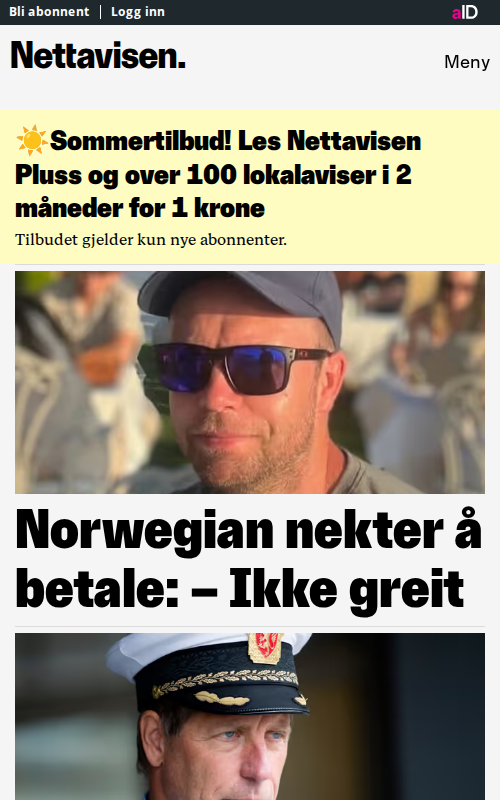 Bli abonnent | Logg inn
aID
Nettavisen.
Meny
☀️Sommertilbud! Les Nettavisen
Pluss og over 100 lokalaviser i 2
måneder for 1 krone
Tilbudet gjelder kun nye abonnenter.
Norwegian nekter å
betale: – Ikke greit